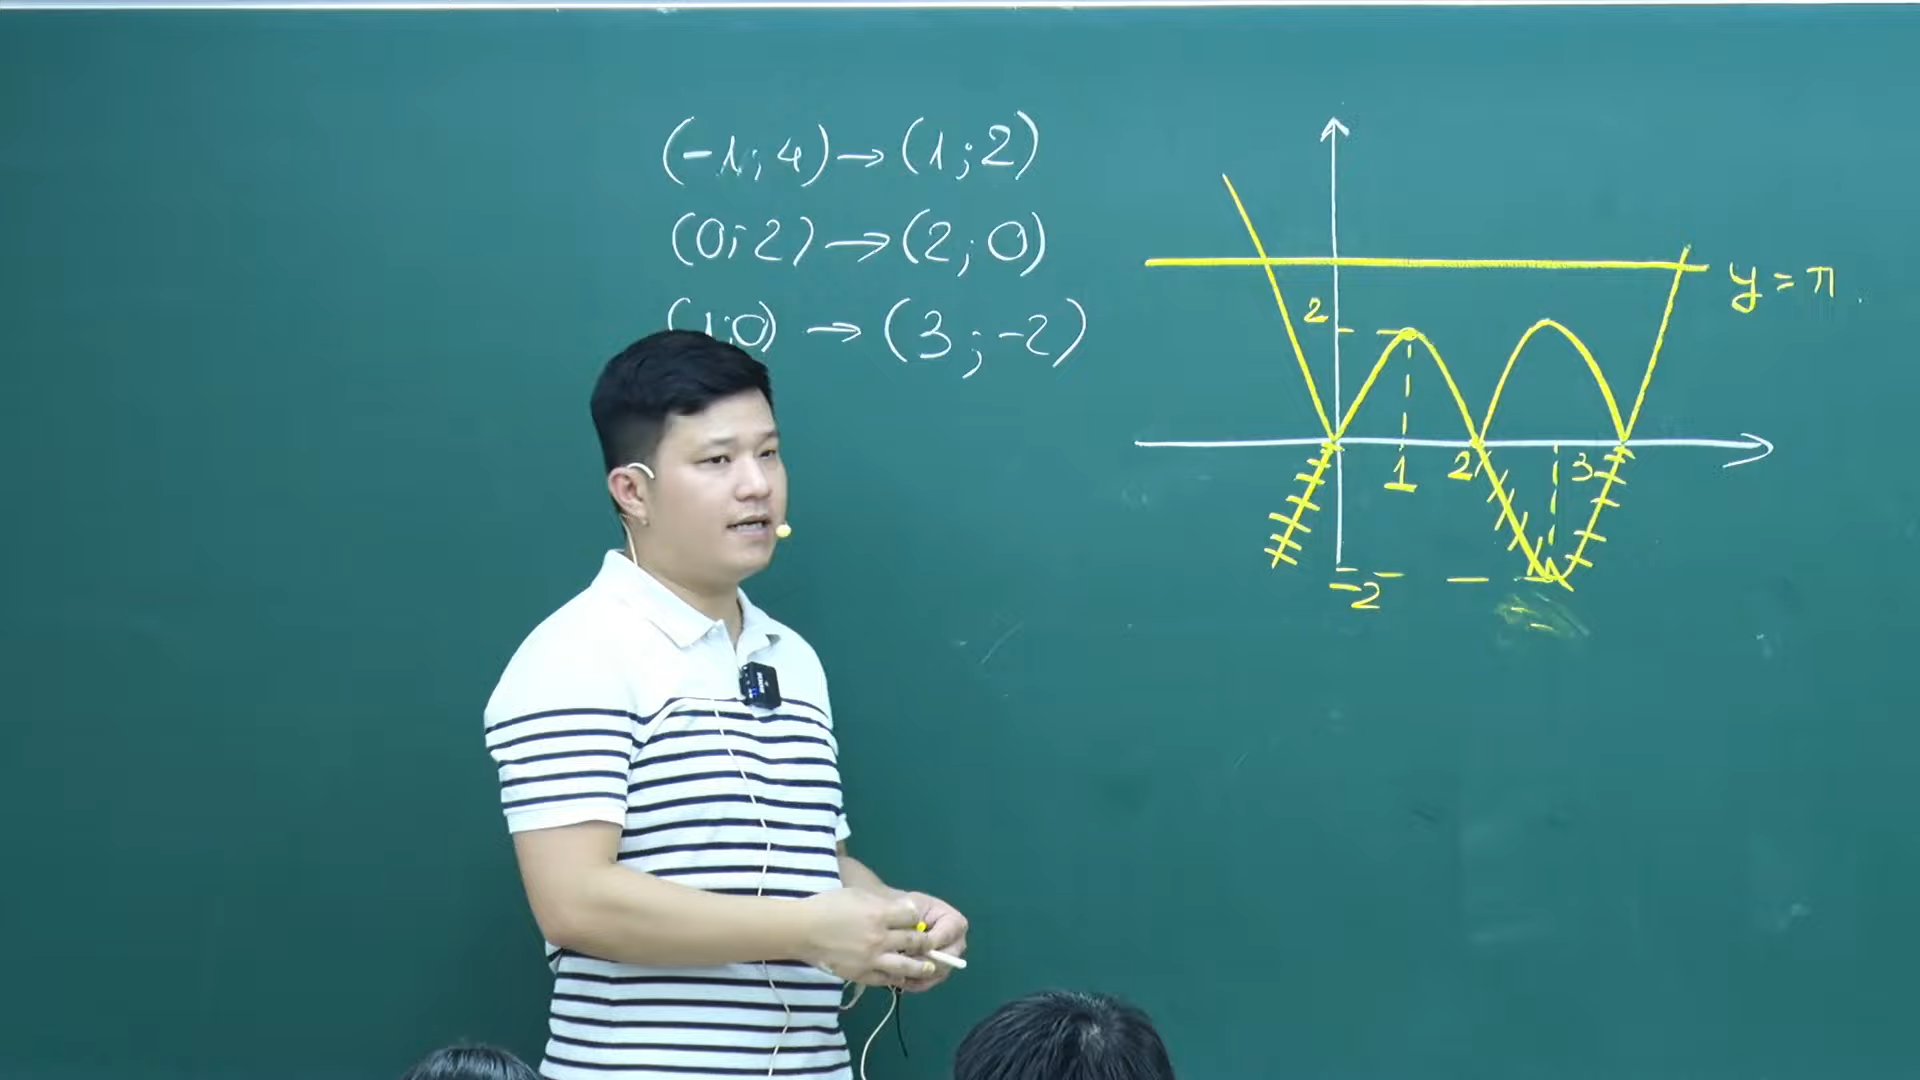 (-1; 4) → (1; 2)
(0; 2) → (2; 0)
(1; 0) → (3; -2)
y = π
2
1
2
3
-2